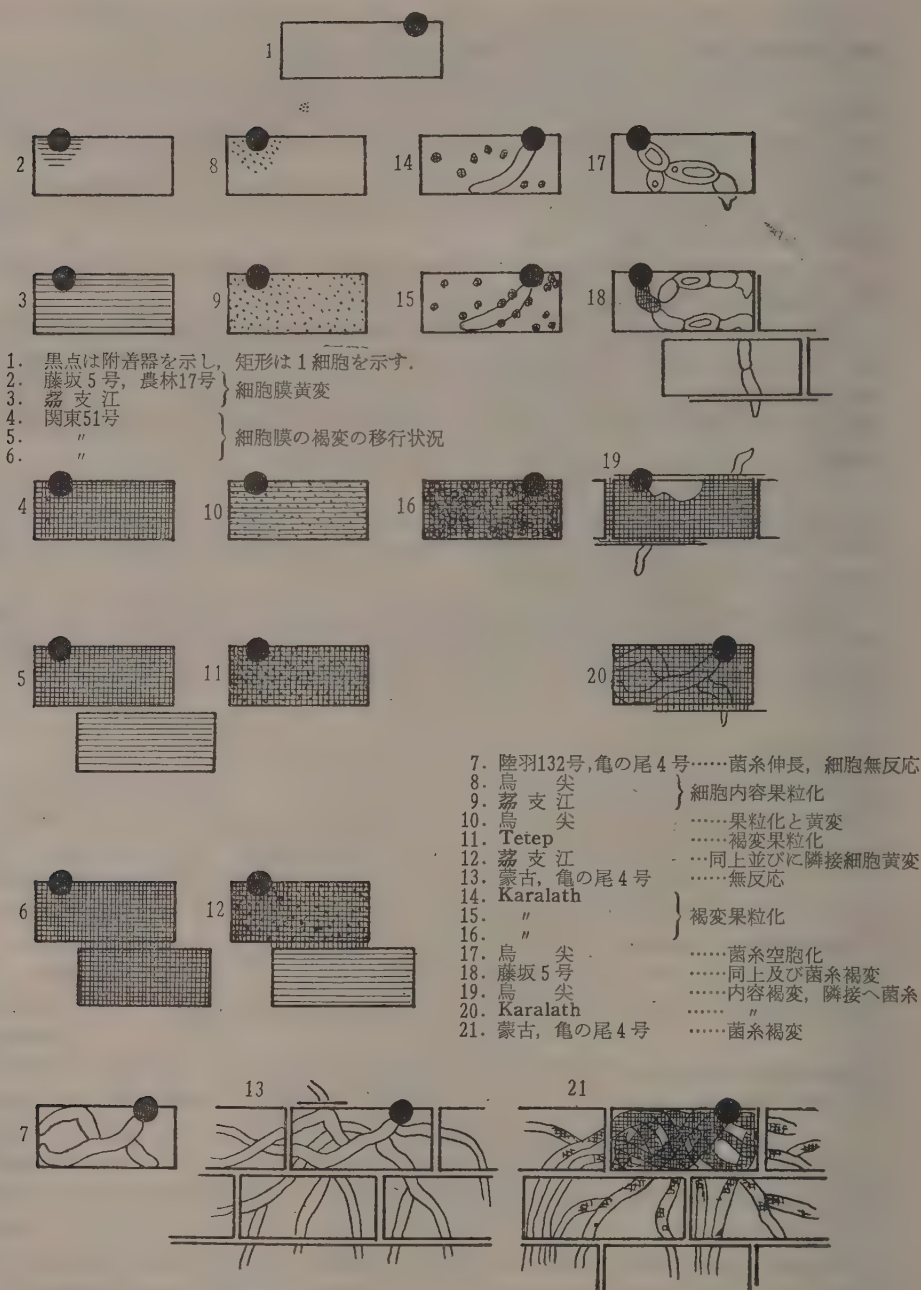 1
2
8
14
17
3
9
15
18
1. 黒点は附着器を示し，矩形は1細胞を示す．
2. 藤坂5号，農林17号
3. 茘支江
細胞膜黄変
4. 関東51号
5. 〃
6. 〃
細胞膜の褐変の移行状況
4
10
16
19
5
11
20
7. 陸羽132号，亀の尾4号……菌糸伸長，細胞無反応
8. 烏尖
9. 茘支江
細胞内容果粒化
10. 烏尖……果粒化と黄変
11. Tetep……褐変果粒化
12. 茘支江…同上並びに隣接細胞黄変
13. 蒙古，亀の尾4号……無反応
14. Karalath
15. 〃
16. 〃
褐変果粒化
17. 烏尖……菌糸空胞化
18. 藤坂5号……同上及び菌糸褐変
19. 烏尖……内容褐変，隣接へ菌糸
20. Karalath……〃
21. 蒙古，亀の尾4号……菌糸褐変
6
12
7
13
21